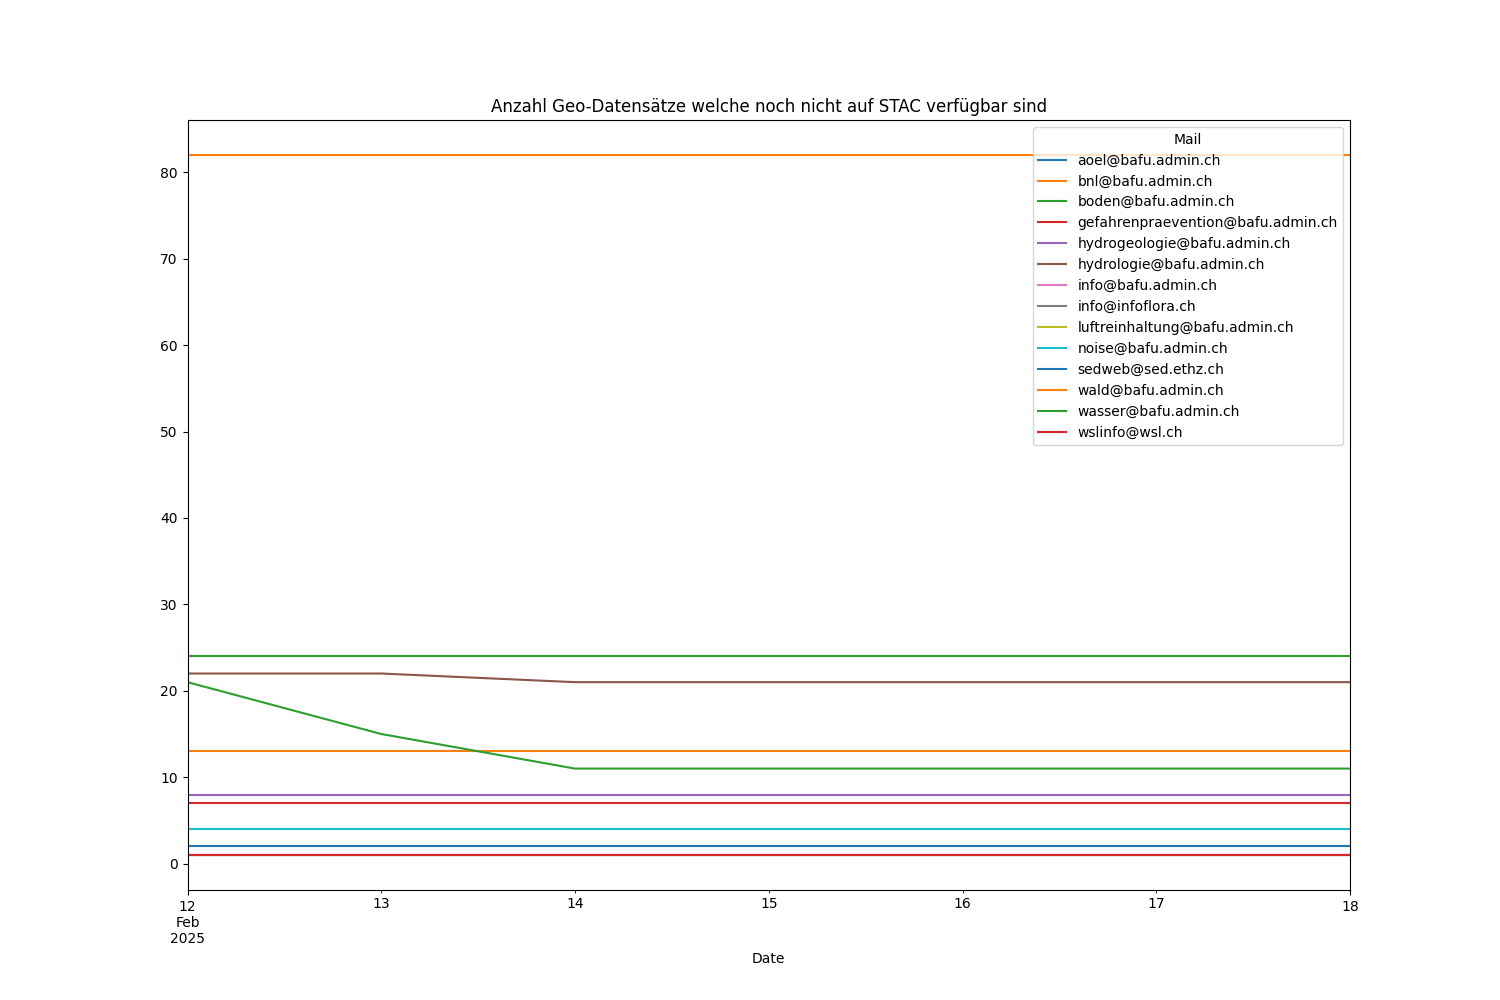 Anzahl Geo-Datensätze welche noch nicht auf STAC verfügbar sind
Mail
aoel@bafu.admin.ch
bnl@bafu.admin.ch
boden@bafu.admin.ch
gefahrenpraevention@bafu.admin.ch
hydrogeologie@bafu.admin.ch
hydrologie@bafu.admin.ch
info@bafu.admin.ch
info@infoflora.ch
luftreinhaltung@bafu.admin.ch
noise@bafu.admin.ch
sedweb@sed.ethz.ch
wald@bafu.admin.ch
wasser@bafu.admin.ch
wslinfo@wsl.ch
80
70
60
50
40
30
20
10
0
12 13 14 15 16 17 18
Feb
2025
Date